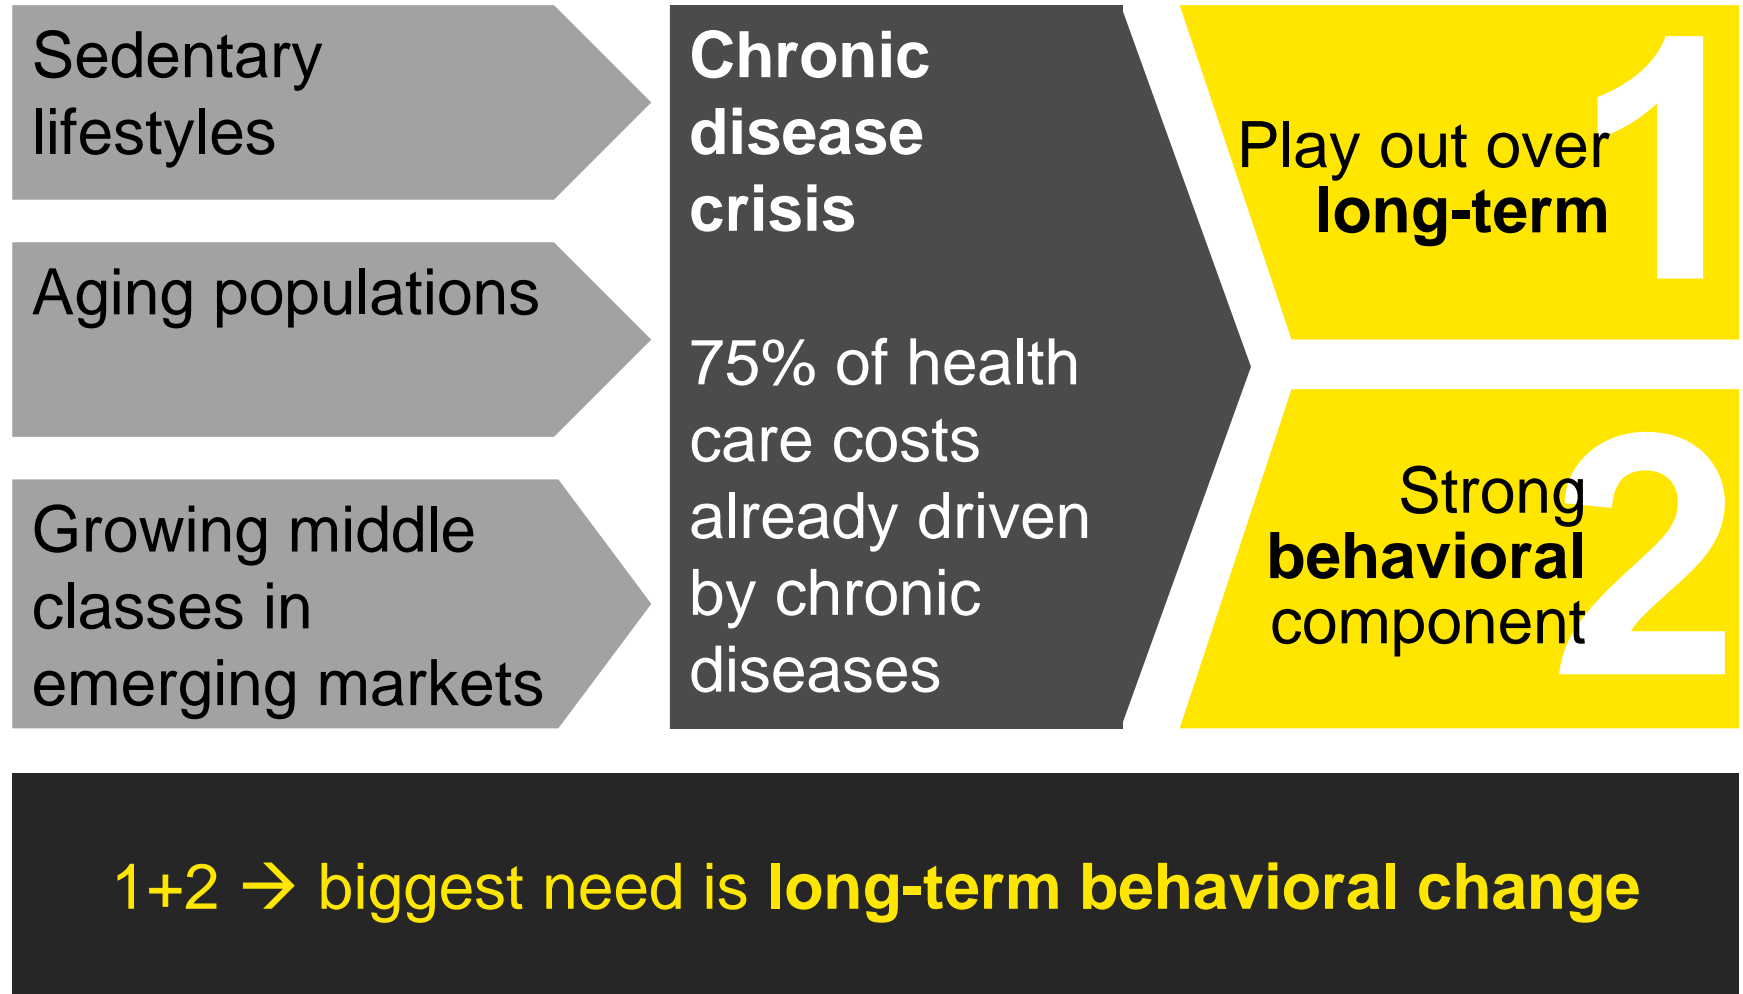 Sedentary
lifestyles
Aging populations
Growing middle
classes in
emerging markets
Chronic
disease
crisis
75% of health
care costs
already driven
by chronic
diseases
1
Play out over
long-term
2
Strong
behavioral
component
1+2 → biggest need is long-term behavioral change